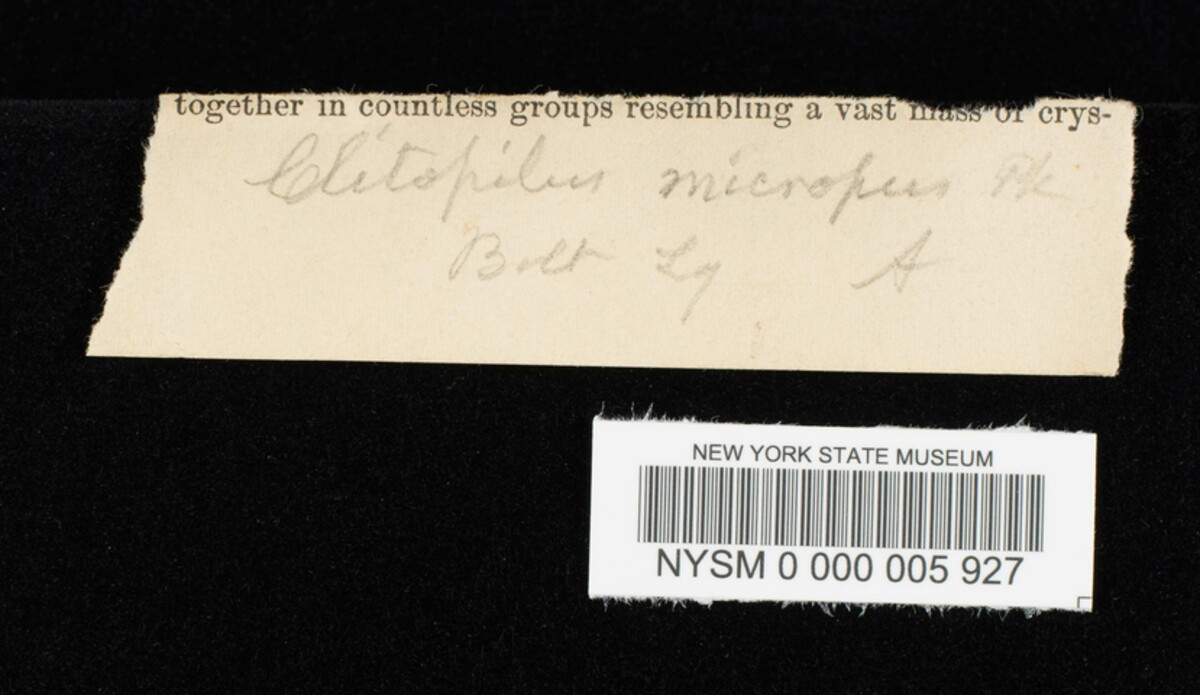 together in countless groups resembling a vast mass of crys-
Clitopilus micropus Pk
Bolt Lg A
NEW YORK STATE MUSEUM
NYSM 0 000 005 927